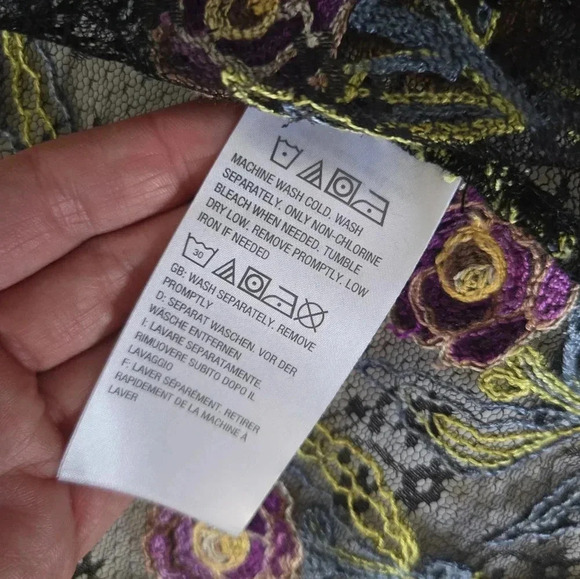 MACHINE WASH COLD. WASH
SEPARATELY. ONLY NON-CHLORINE
BLEACH WHEN NEEDED. TUMBLE
DRY LOW. REMOVE PROMPTLY. LOW
IRON IF NEEDED
30
GB: WASH SEPARATELY. REMOVE
PROMPTLY.
D: SEPARAT WASCHEN. VOR DER
WÄSCHE ENTFERNEN
I: LAVARE SEPARATAMENTE.
RIMUOVERE SUBITO DOPO IL
LAVAGGIO
F: LAVER SÉPARÉMENT. RETIRER
RAPIDEMENT DE LA MACHINE À
LAVER